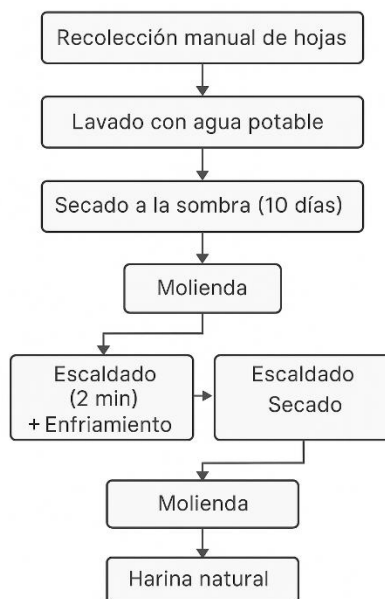 Recolección manual de hojas
Lavado con agua potable
Secado a la sombra (10 días)
Molienda
Escaldado
(2 min)
+ Enfriamiento
Escaldado
Secado
Molienda
Harina natural